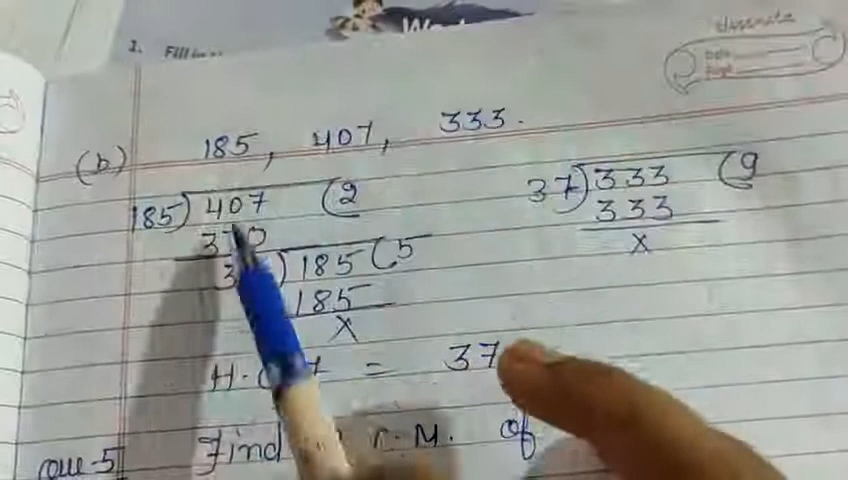 1. Fill in
(b) 185, 407, 333.
185) 407 (2
370
) 185 (5
185
X
37) 333 (9
333
X
H.C = 37
Que-5 Find C.M. of